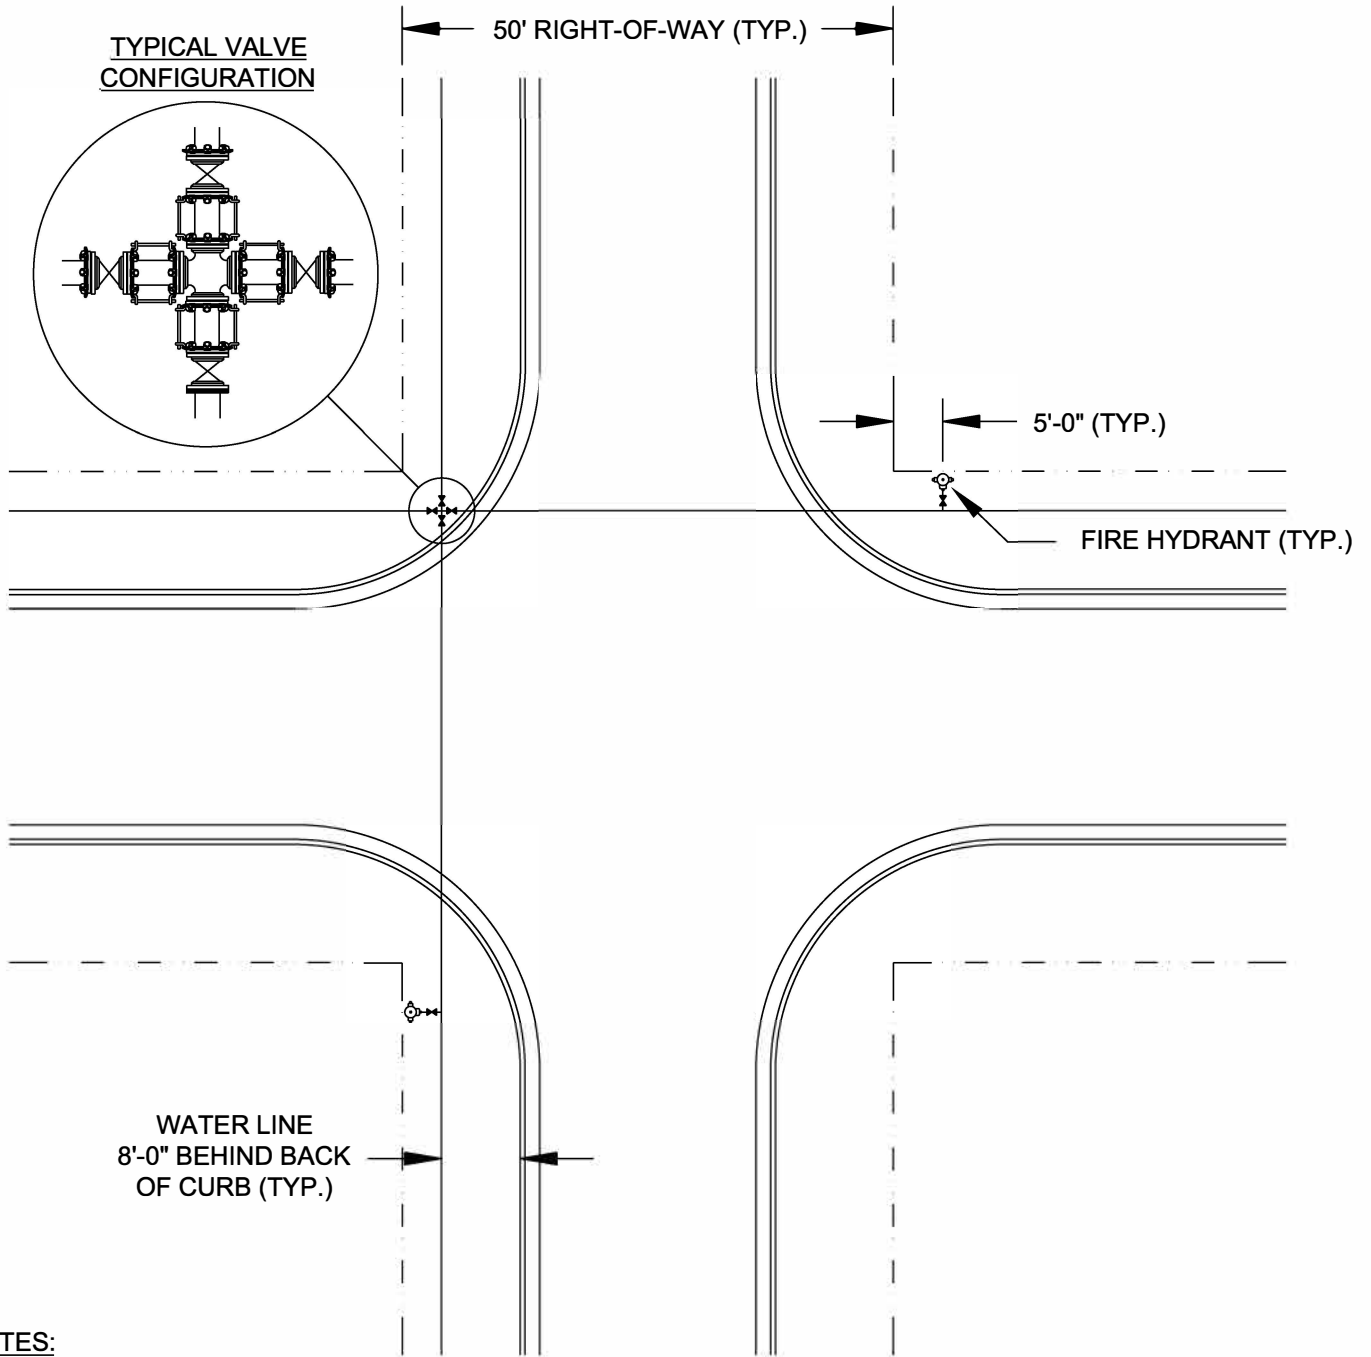 50' RIGHT-OF-WAY (TYP.)
TYPICAL VALVE
CONFIGURATION
5'-0" (TYP.)
FIRE HYDRANT (TYP.)
WATER LINE
8'-0" BEHIND BACK
OF CURB (TYP.)
TES: